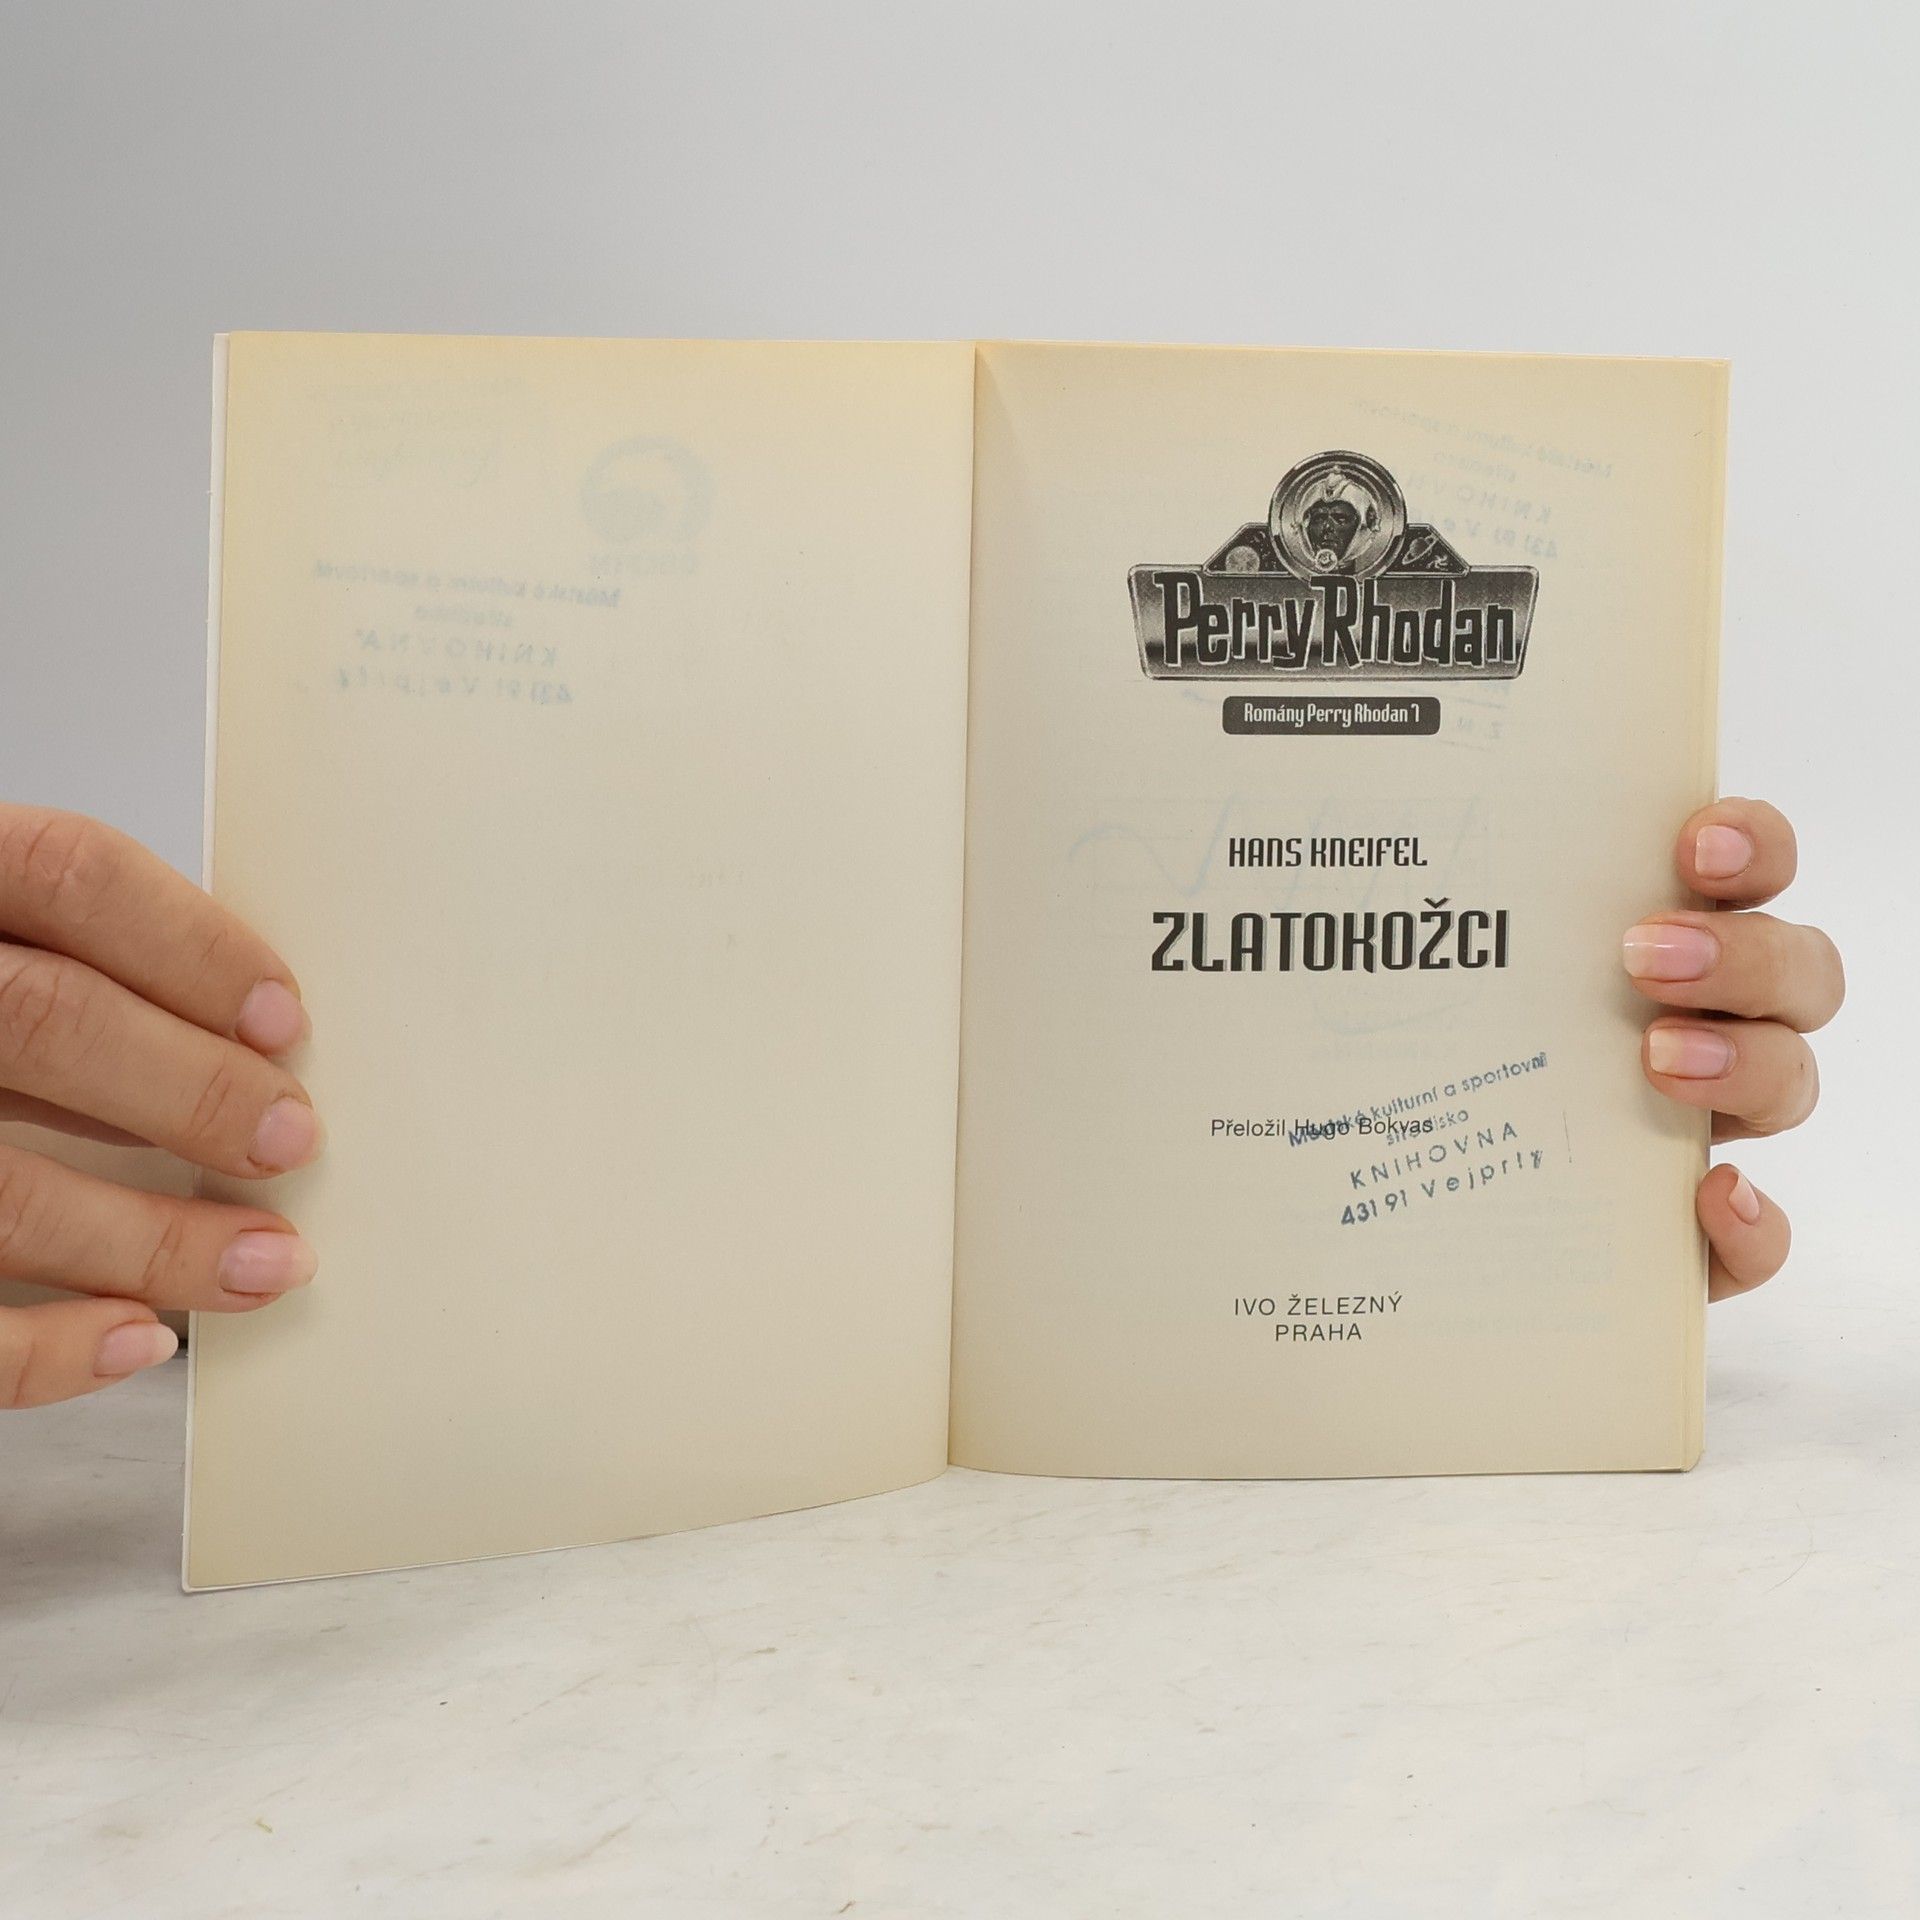 Perry Rhodan
Romány Perry Rhodan 7
HANS KNEIFEL
ZLATOKOŽCI
Přeložil Hugo Bokvas
Městské kulturní a sportovní
středisko
KNIHOVNA
431 91 Vejprty
IVO ŽELEZNÝ
PRAHA